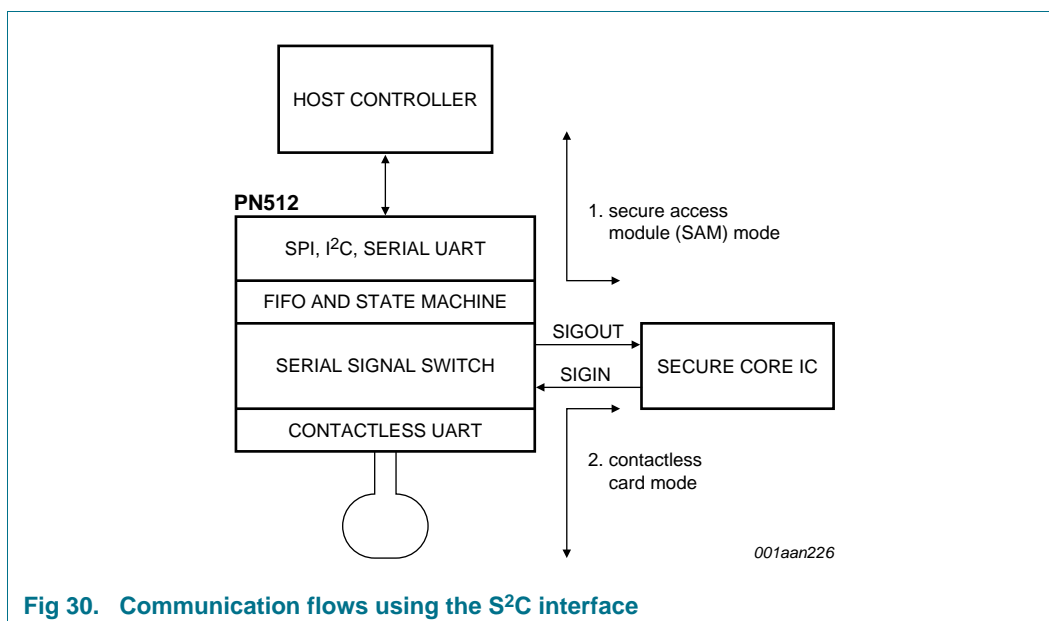 HOST CONTROLLER
PN512
SPI, I²C, SERIAL UART
FIFO AND STATE MACHINE
SERIAL SIGNAL SWITCH
CONTACTLESS UART
SIGOUT
SIGIN
SECURE CORE IC
1. secure access
module (SAM) mode
2. contactless
card mode
001aan226
Fig 30. Communication flows using the S²C interface